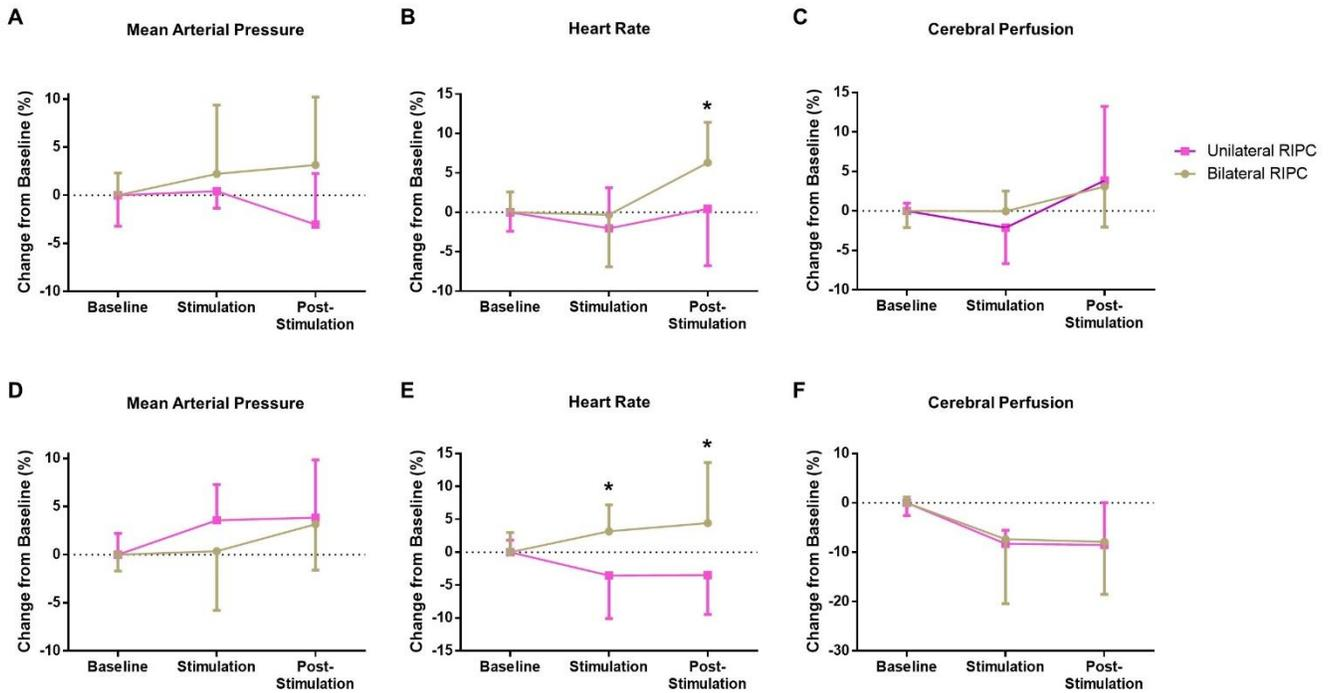 A
Mean Arterial Pressure
Change from Baseline (%)
10
5
0
-5
-10
Baseline
Stimulation
Post-
Stimulation
B
Heart Rate
Change from Baseline (%)
15
10
5
0
-5
-10
*
Baseline
Stimulation
Post-
Stimulation
C
Cerebral Perfusion
Change from Baseline (%)
15
10
5
0
-5
-10
Baseline
Stimulation
Post-
Stimulation
Unilateral RIPC
Bilateral RIPC
D
Mean Arterial Pressure
Change from Baseline (%)
10
5
0
-5
-10
Baseline
Stimulation
Post-
Stimulation
E
Heart Rate
Change from Baseline (%)
15
10
5
0
-5
-10
-15
*
*
Baseline
Stimulation
Post-
Stimulation
F
Cerebral Perfusion
Change from Baseline (%)
10
0
-10
-20
-30
Baseline
Stimulation
Post-
Stimulation